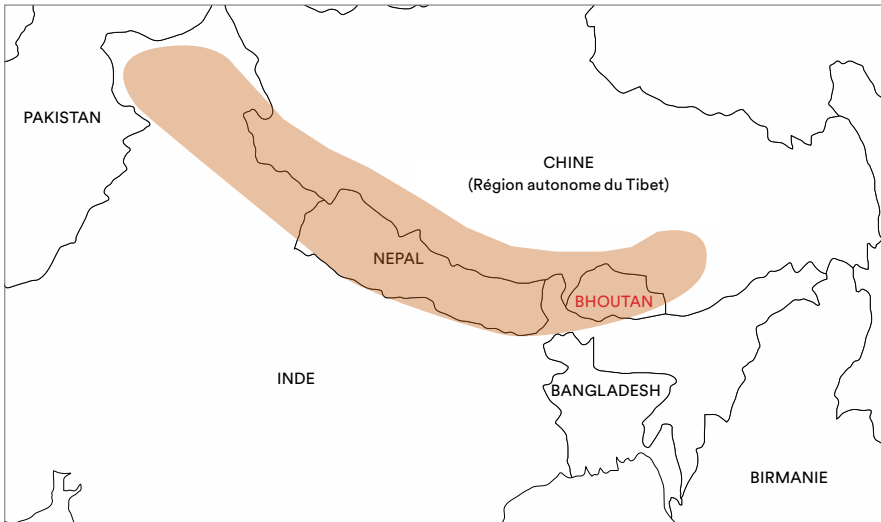 PAKISTAN
CHINE
(Région autonome du Tibet)
NEPAL
BHOUTAN
INDE
BANGLADESH
BIRMANIE